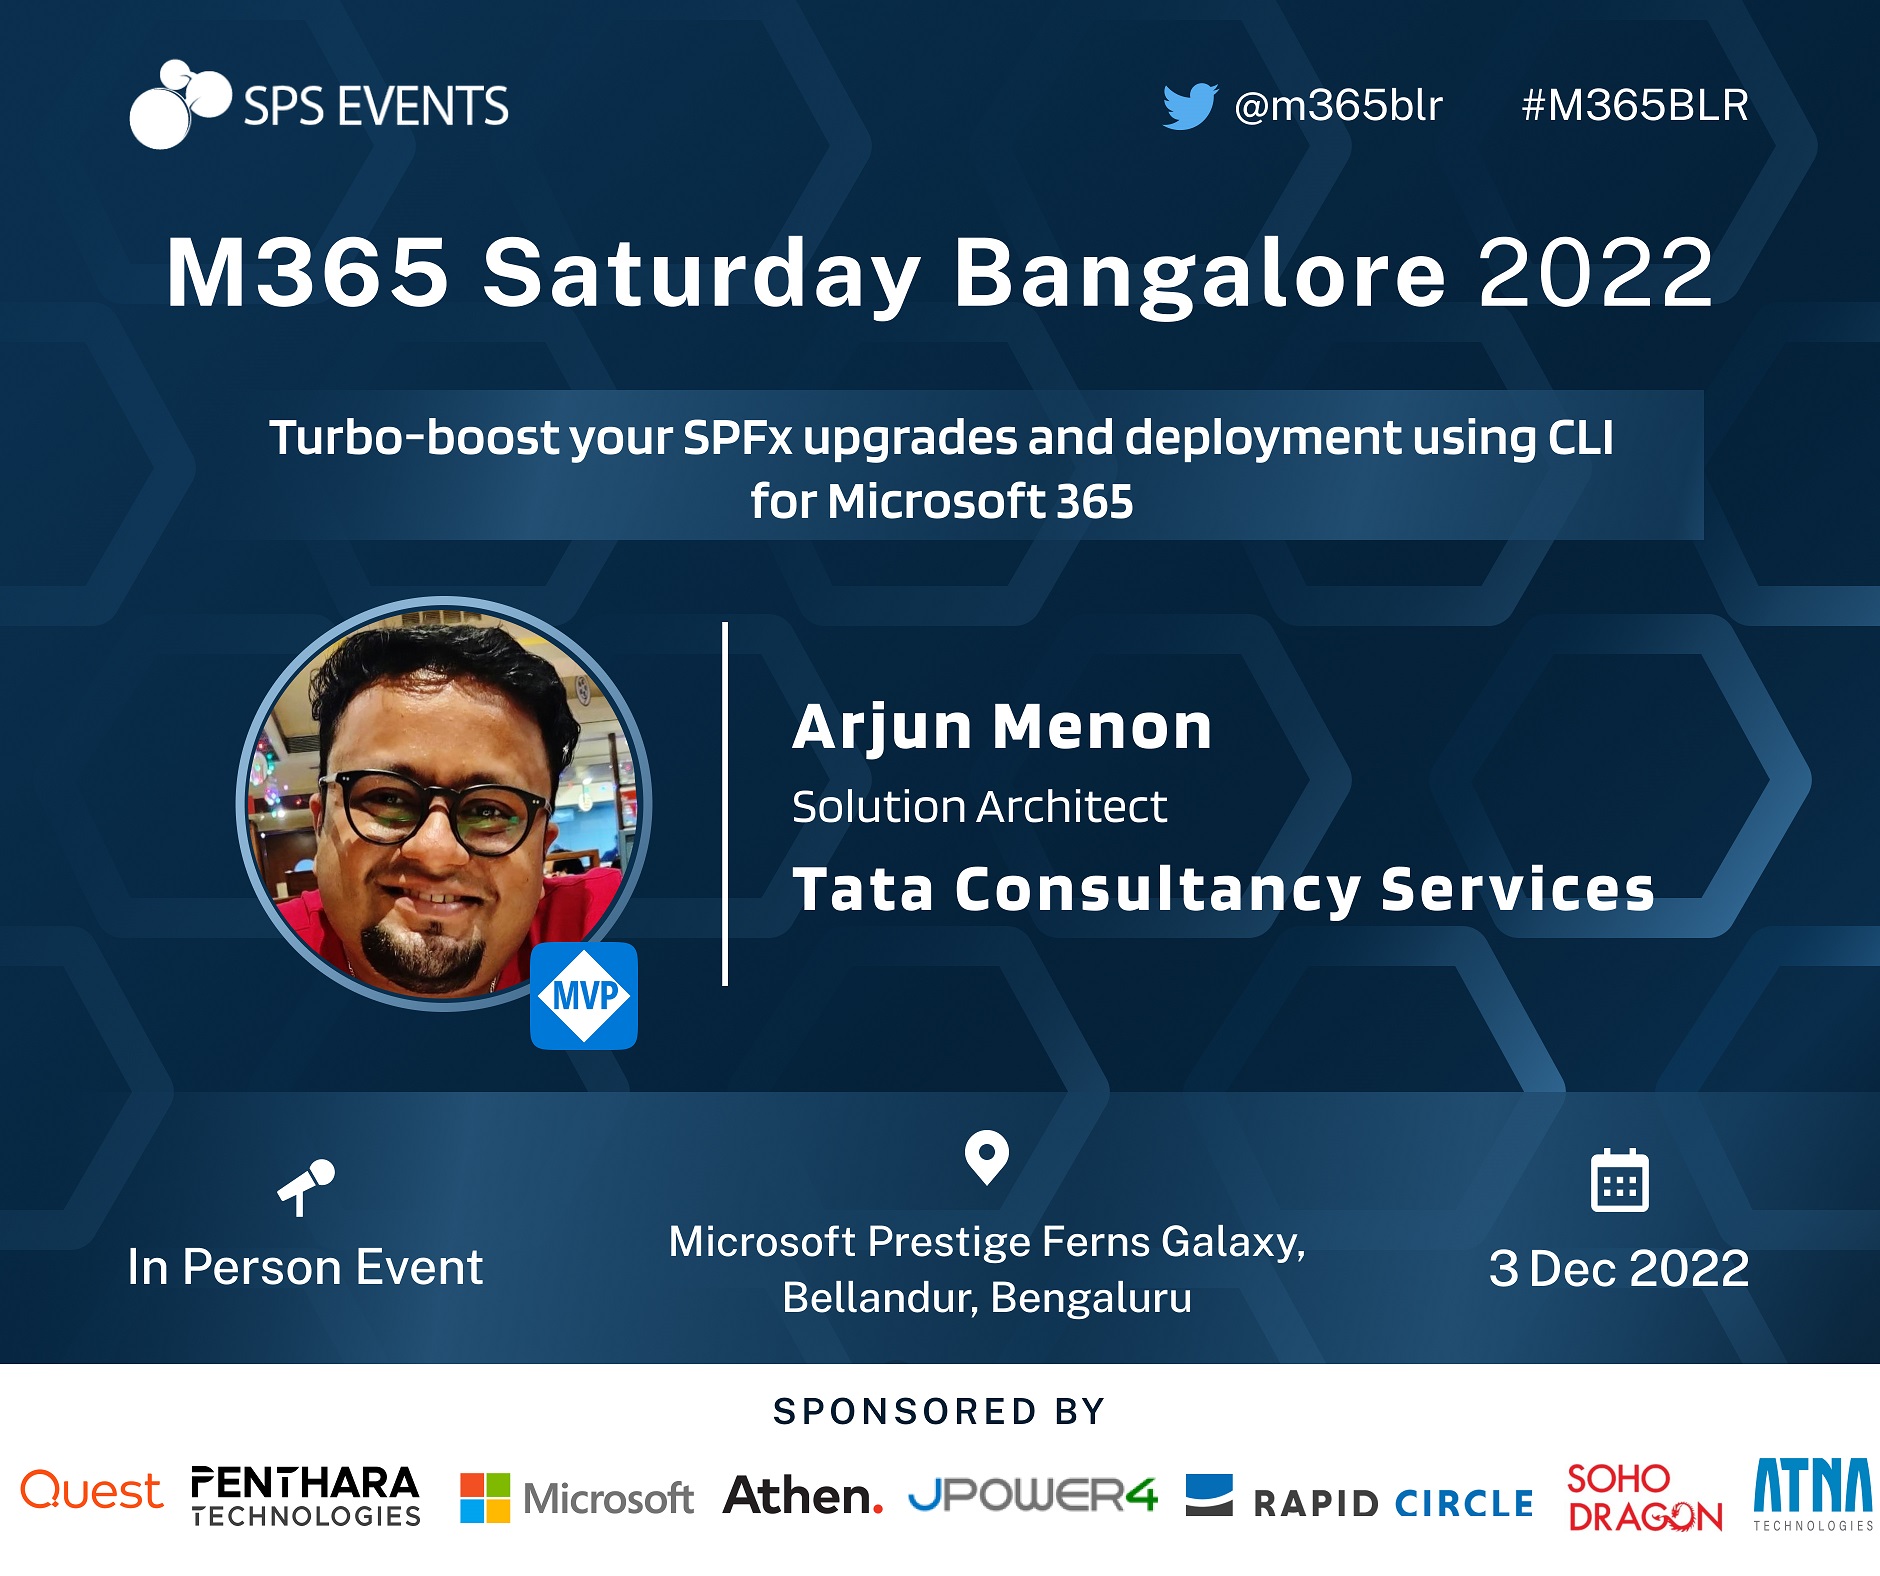 SPS EVENTS
@m365blr
#M365BLR
M365 Saturday Bangalore 2022
Turbo-boost your SPFx upgrades and deployment using CLI
for Microsoft 365
Arjun Menon
Solution Architect
Tata Consultancy Services
MVP
In Person Event
Microsoft Prestige Ferns Galaxy,
Bellandur, Bengaluru
3 Dec 2022
SPONSORED BY
Quest
PENTHARA
TECHNOLOGIES
Microsoft
Athen.
JPOWER4
RAPID CIRCLE
SOHO
DRAGON
ATNA
TECHNOLOGIES